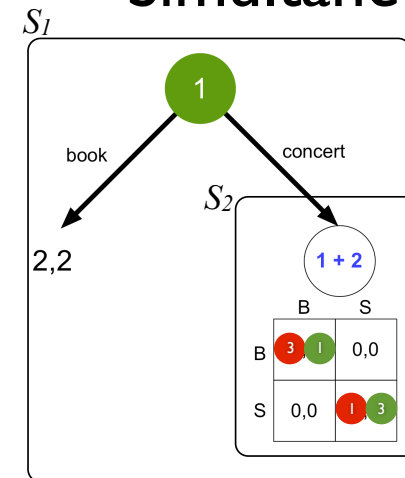 S1
1
book
concert
S2
2,2
1 + 2
B S
B 3, 1 0,0
S 0,0 1, 3